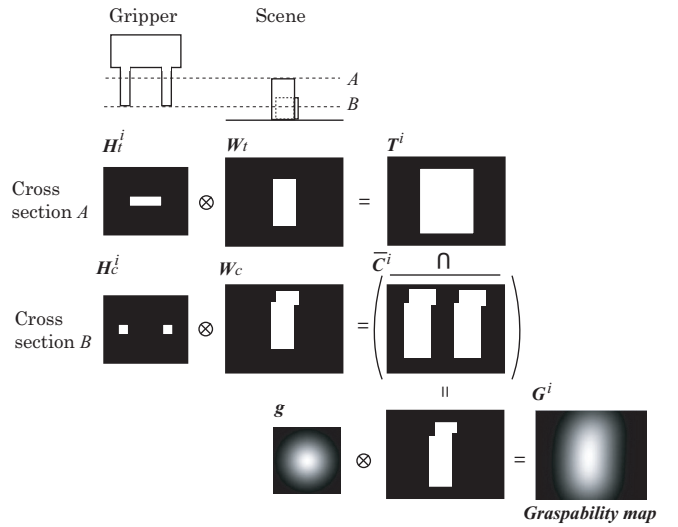 Gripper Scene
A
B
H_t^i W_t T^i
Cross
section A ⊗ =
H_c^i W_c C̅^i ∩
Cross
section B ⊗ = ( )
=
g G^i
⊗ =
Graspability map